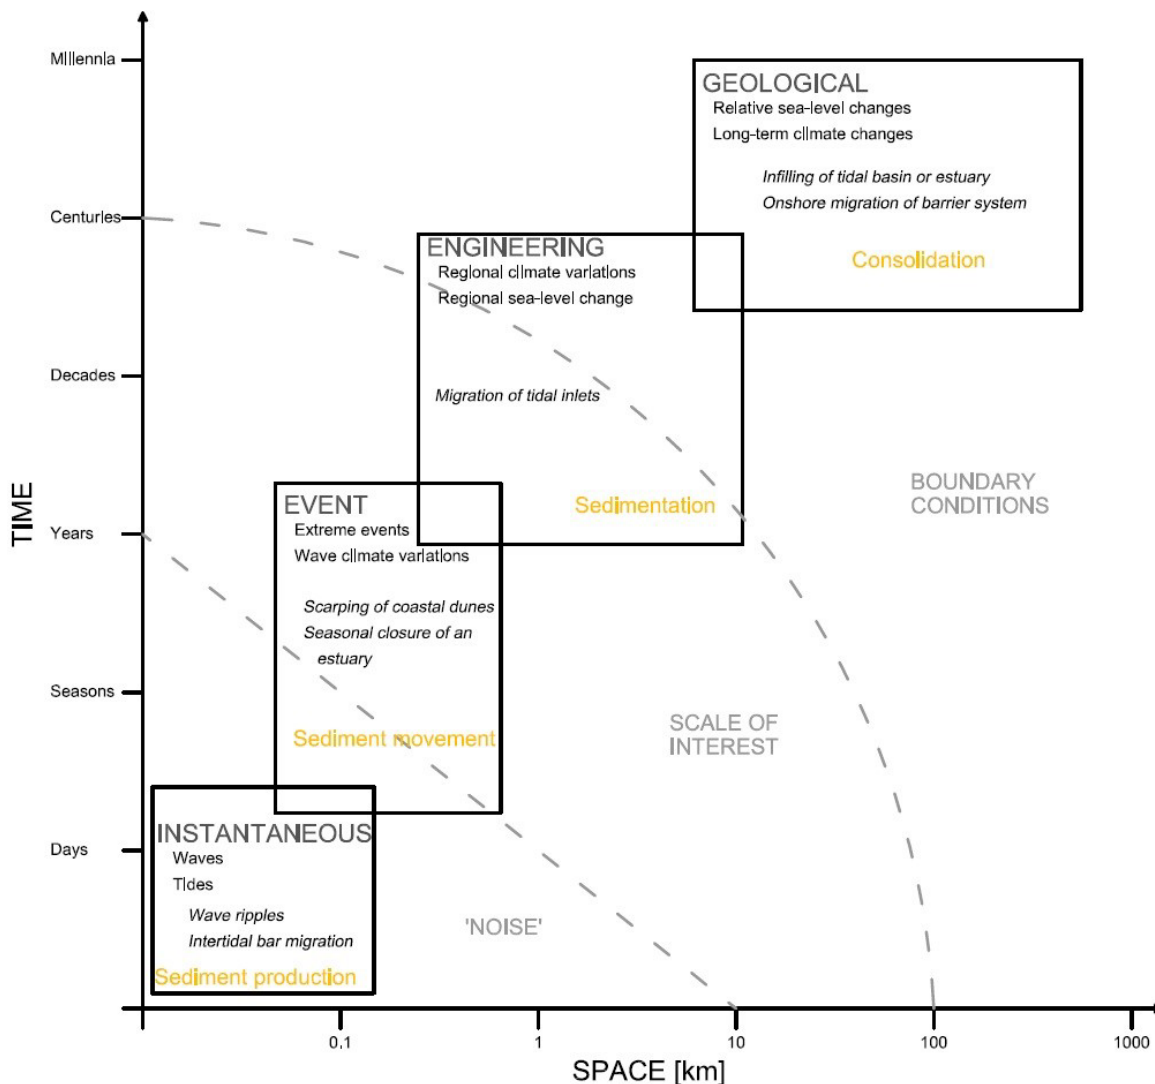 Millennia
GEOLOGICAL
Relative sea-level changes
Long-term climate changes
Infilling of tidal basin or estuary
Onshore migration of barrier system
Consolidation
Centuries
ENGINEERING
Regional climate variations
Regional sea-level change
Migration of tidal inlets
Sedimentation
Decades
BOUNDARY
CONDITIONS
TIME
EVENT
Extreme events
Wave climate variations
Scarping of coastal dunes
Seasonal closure of an
estuary
Sediment movement
Years
Seasons
SCALE OF
INTEREST
INSTANTANEOUS
Waves
Tides
Wave ripples
Intertidal bar migration
Sediment production
Days
'NOISE'
0.1
1
10
100
1000
SPACE [km]